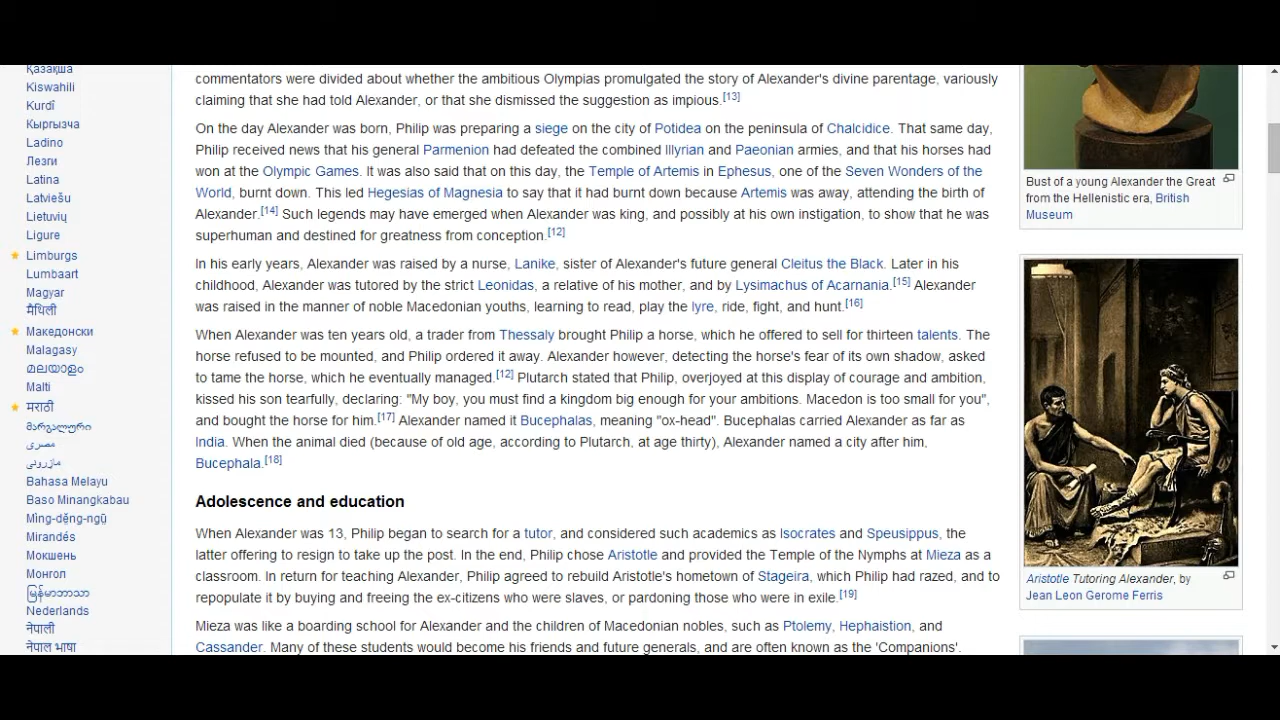 Қазақша
Kiswahili
Kurdî
Кыргызча
Ladino
Лезги
Latina
Latviešu
Lietuvių
Ligure
Limburgs
Lumbaart
Magyar
मैथिली
Македонски
Malagasy
മലയാളം
Malti
मराठी
მარგალური
مصرى
مازِرونی
Bahasa Melayu
Baso Minangkabau
Mìng-dĕ̤ng-ngṳ̄
Mirandés
Мокшень
Монгол
မြန်မာဘာသာ
Nederlands
नेपाली
नेपाल भाषा
commentators were divided about whether the ambitious Olympias promulgated the story of Alexander's divine parentage, variously
claiming that she had told Alexander, or that she dismissed the suggestion as impious.[13]
On the day Alexander was born, Philip was preparing a siege on the city of Potidea on the peninsula of Chalcidice. That same day,
Philip received news that his general Parmenion had defeated the combined Illyrian and Paeonian armies, and that his horses had
won at the Olympic Games. It was also said that on this day, the Temple of Artemis in Ephesus, one of the Seven Wonders of the
World, burnt down. This led Hegesias of Magnesia to say that it had burnt down because Artemis was away, attending the birth of
Alexander.[14] Such legends may have emerged when Alexander was king, and possibly at his own instigation, to show that he was
superhuman and destined for greatness from conception.[12]
In his early years, Alexander was raised by a nurse, Lanike, sister of Alexander's future general Cleitus the Black. Later in his
childhood, Alexander was tutored by the strict Leonidas, a relative of his mother, and by Lysimachus of Acarnania.[15] Alexander
was raised in the manner of noble Macedonian youths, learning to read, play the lyre, ride, fight, and hunt.[16]
When Alexander was ten years old, a trader from Thessaly brought Philip a horse, which he offered to sell for thirteen talents. The
horse refused to be mounted, and Philip ordered it away. Alexander however, detecting the horse's fear of its own shadow, asked
to tame the horse, which he eventually managed.[12] Plutarch stated that Philip, overjoyed at this display of courage and ambition,
kissed his son tearfully, declaring: "My boy, you must find a kingdom big enough for your ambitions. Macedon is too small for you",
and bought the horse for him.[17] Alexander named it Bucephalas, meaning "ox-head". Bucephalas carried Alexander as far as
India. When the animal died (because of old age, according to Plutarch, at age thirty), Alexander named a city after him,
Bucephala.[18]
Adolescence and education
When Alexander was 13, Philip began to search for a tutor, and considered such academics as Isocrates and Speusippus, the
latter offering to resign to take up the post. In the end, Philip chose Aristotle and provided the Temple of the Nymphs at Mieza as a
classroom. In return for teaching Alexander, Philip agreed to rebuild Aristotle's hometown of Stageira, which Philip had razed, and to
repopulate it by buying and freeing the ex-citizens who were slaves, or pardoning those who were in exile.[19]
Mieza was like a boarding school for Alexander and the children of Macedonian nobles, such as Ptolemy, Hephaistion, and
Cassander. Many of these students would become his friends and future generals, and are often known as the 'Companions'.
Bust of a young Alexander the Great
from the Hellenistic era, British
Museum
Aristotle Tutoring Alexander, by
Jean Leon Gerome Ferris